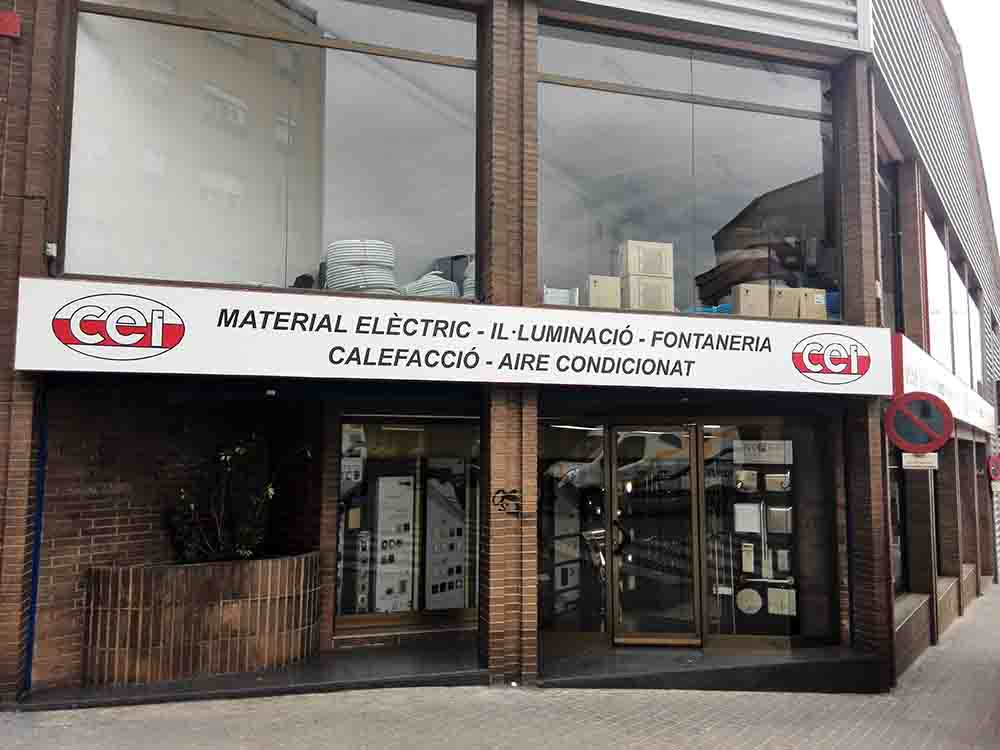 cei
MATERIAL ELÈCTRIC - IL·LUMINACIÓ - FONTANERIA
CALEFACCIÓ - AIRE CONDICIONAT
cei